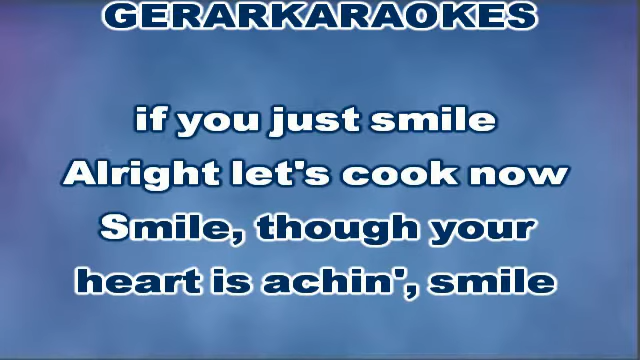 GERARKARAOKES
if you just smile
Alright let's cook now
Smile, though your
heart is achin', smile